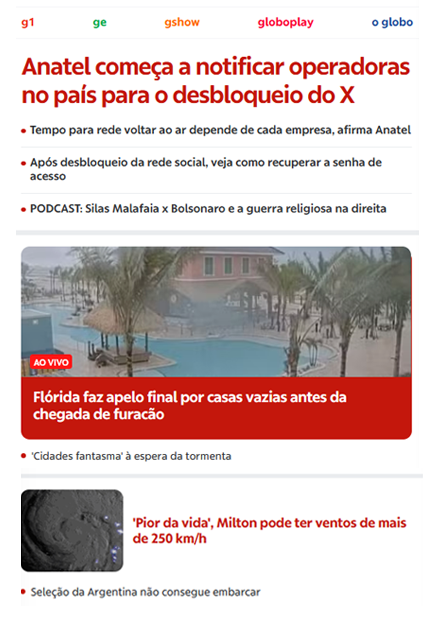 g1 ge gshow globoplay o globo
Anatel começa a notificar operadoras
no país para o desbloqueio do X
Tempo para rede voltar ao ar depende de cada empresa, afirma Anatel
Após desbloqueio da rede social, veja como recuperar a senha de
acesso
PODCAST: Silas Malafaia x Bolsonaro e a guerra religiosa na direita
AO VIVO
Flórida faz apelo final por casas vazias antes da
chegada de furacão
'Cidades fantasma' à espera da tormenta
'Pior da vida', Milton pode ter ventos de mais
de 250 km/h
Seleção da Argentina não consegue embarcar